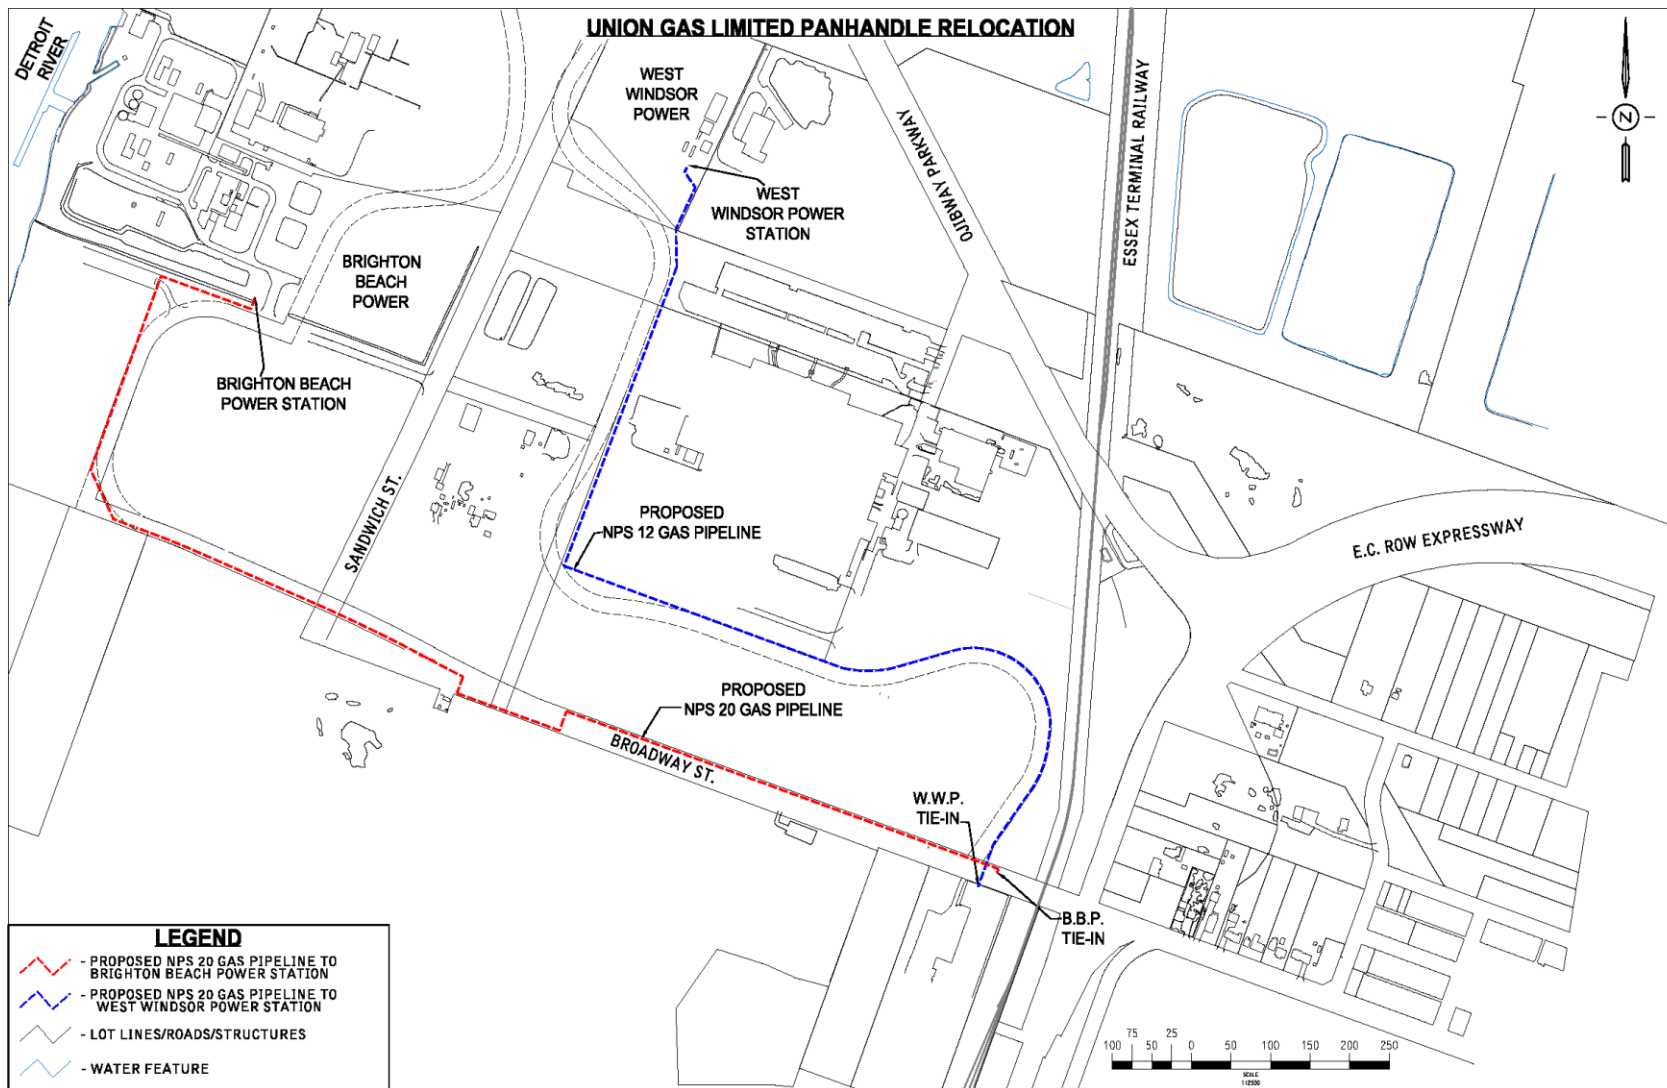 UNION GAS LIMITED PANHANDLE RELOCATION
DETROIT
RIVER
WEST
WINDSOR
POWER
OJIBWAY PARKWAY
ESSEX TERMINAL RAILWAY
N
WEST
WINDSOR POWER
STATION
BRIGHTON
BEACH
POWER
BRIGHTON BEACH
POWER STATION
SANDWICH ST.
PROPOSED
NPS 12 GAS PIPELINE
E.C. ROW EXPRESSWAY
PROPOSED
NPS 20 GAS PIPELINE
BROADWAY ST.
W.W.P.
TIE-IN
B.B.P.
TIE-IN
LEGEND
- PROPOSED NPS 20 GAS PIPELINE TO
BRIGHTON BEACH POWER STATION
- PROPOSED NPS 20 GAS PIPELINE TO
WEST WINDSOR POWER STATION
- LOT LINES/ROADS/STRUCTURES
- WATER FEATURE
75 25
100 50 0 50 100 150 200 250
SCALE